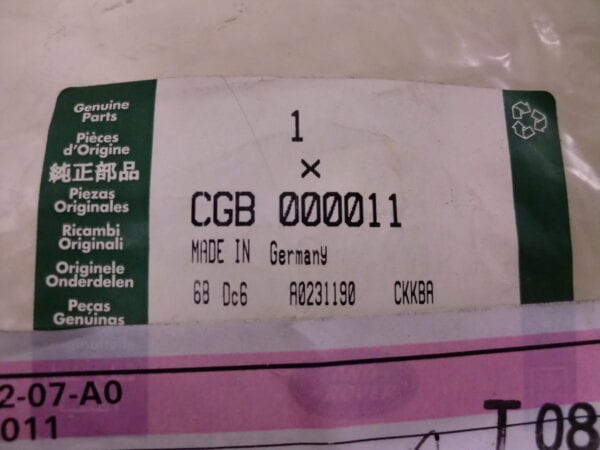 Genuine
Parts
Pièces
d'Origine
純正部品
Piezas
Originales
Ricambi
Originali
Originele
Onderdelen
Peças
Genuinas
1
×
CGB 000011
MADE IN Germany
68 Dc6 A0231190 CKKBA
2-07-A0
011
T 08